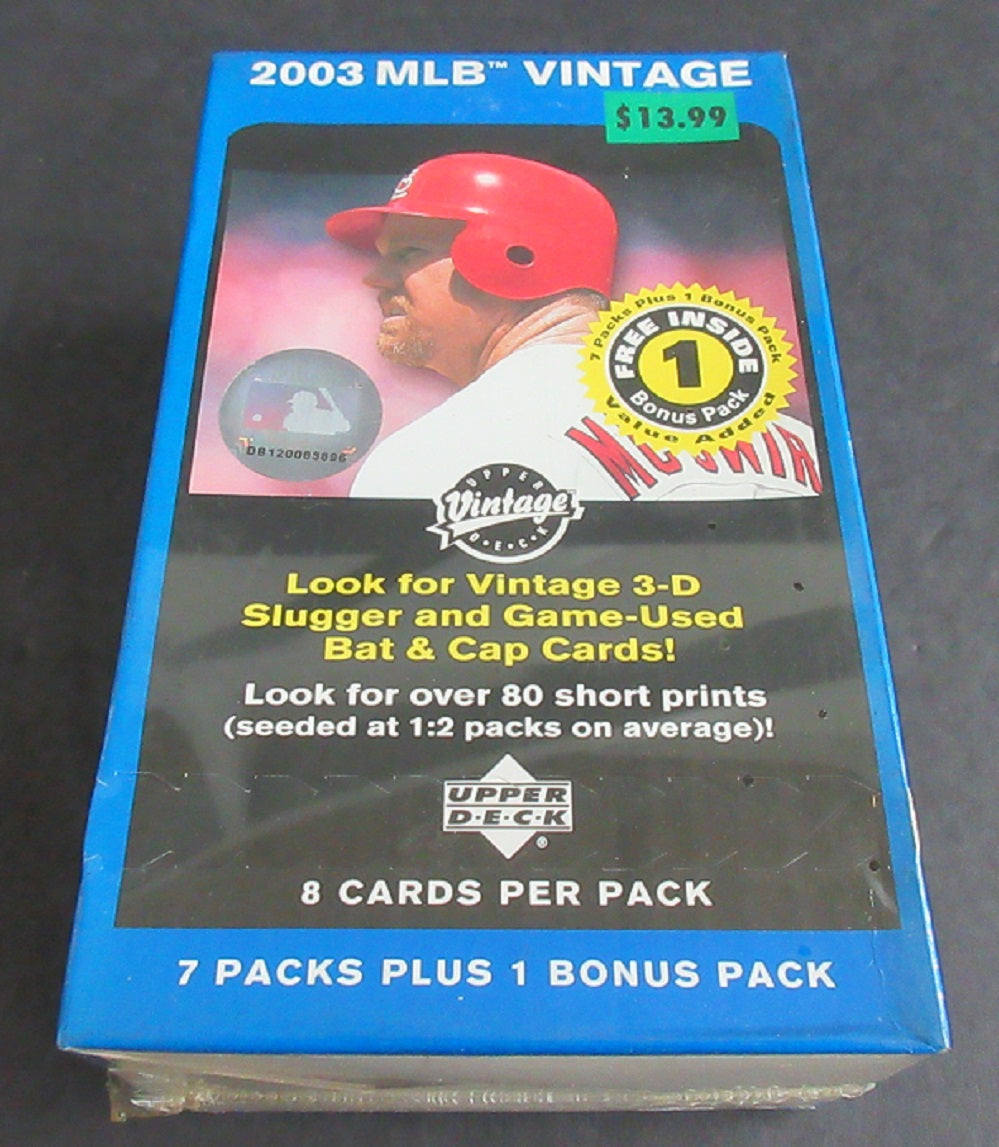 2003 MLB™ VINTAGE
$13.99
7 Packs Plus 1 Bonus Pack
FREE INSIDE
1
Bonus Pack
Value Added
DB120085896
UPPER
Vintage
D·E·C·K
Look for Vintage 3-D
Slugger and Game-Used
Bat & Cap Cards!
Look for over 80 short prints
(seeded at 1:2 packs on average)!
UPPER
D·E·C·K
®
8 CARDS PER PACK
7 PACKS PLUS 1 BONUS PACK